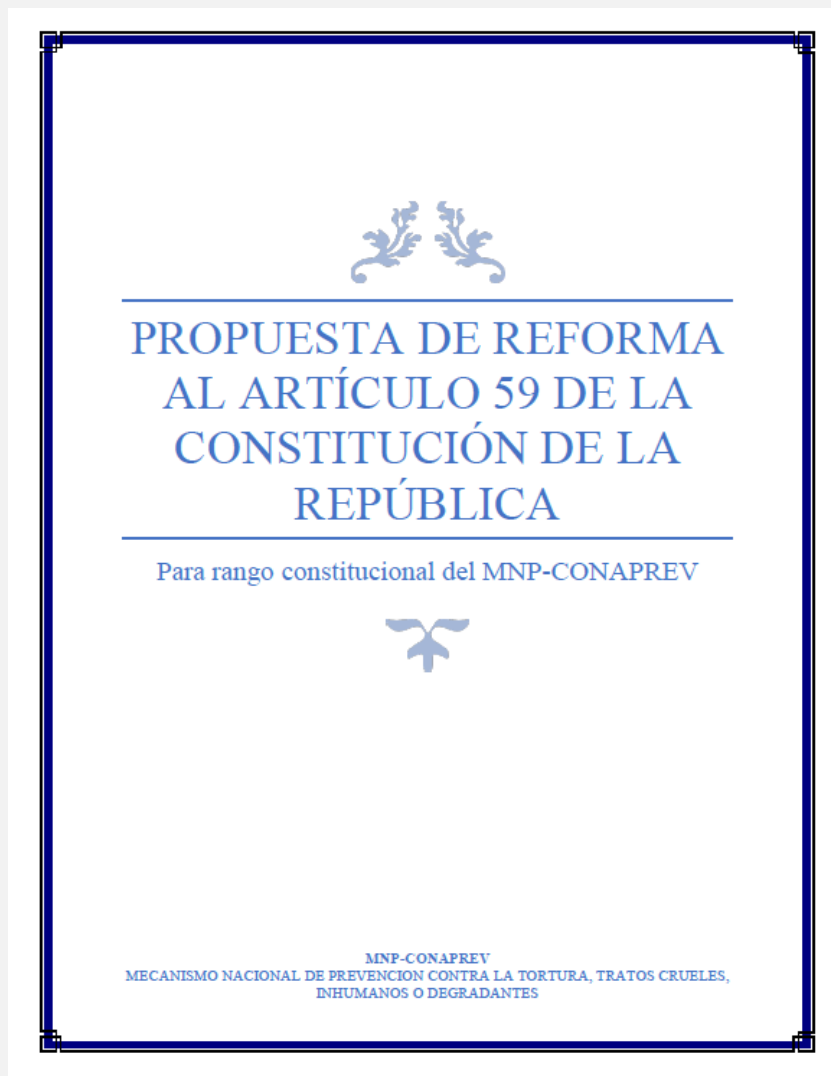 PROPUESTA DE REFORMA
AL ARTÍCULO 59 DE LA
CONSTITUCIÓN DE LA
REPÚBLICA
Para rango constitucional del MNP-CONAPREV
MNP-CONAPREV
MECANISMO NACIONAL DE PREVENCION CONTRA LA TORTURA, TRATOS CRUELES,
INHUMANOS O DEGRADANTES